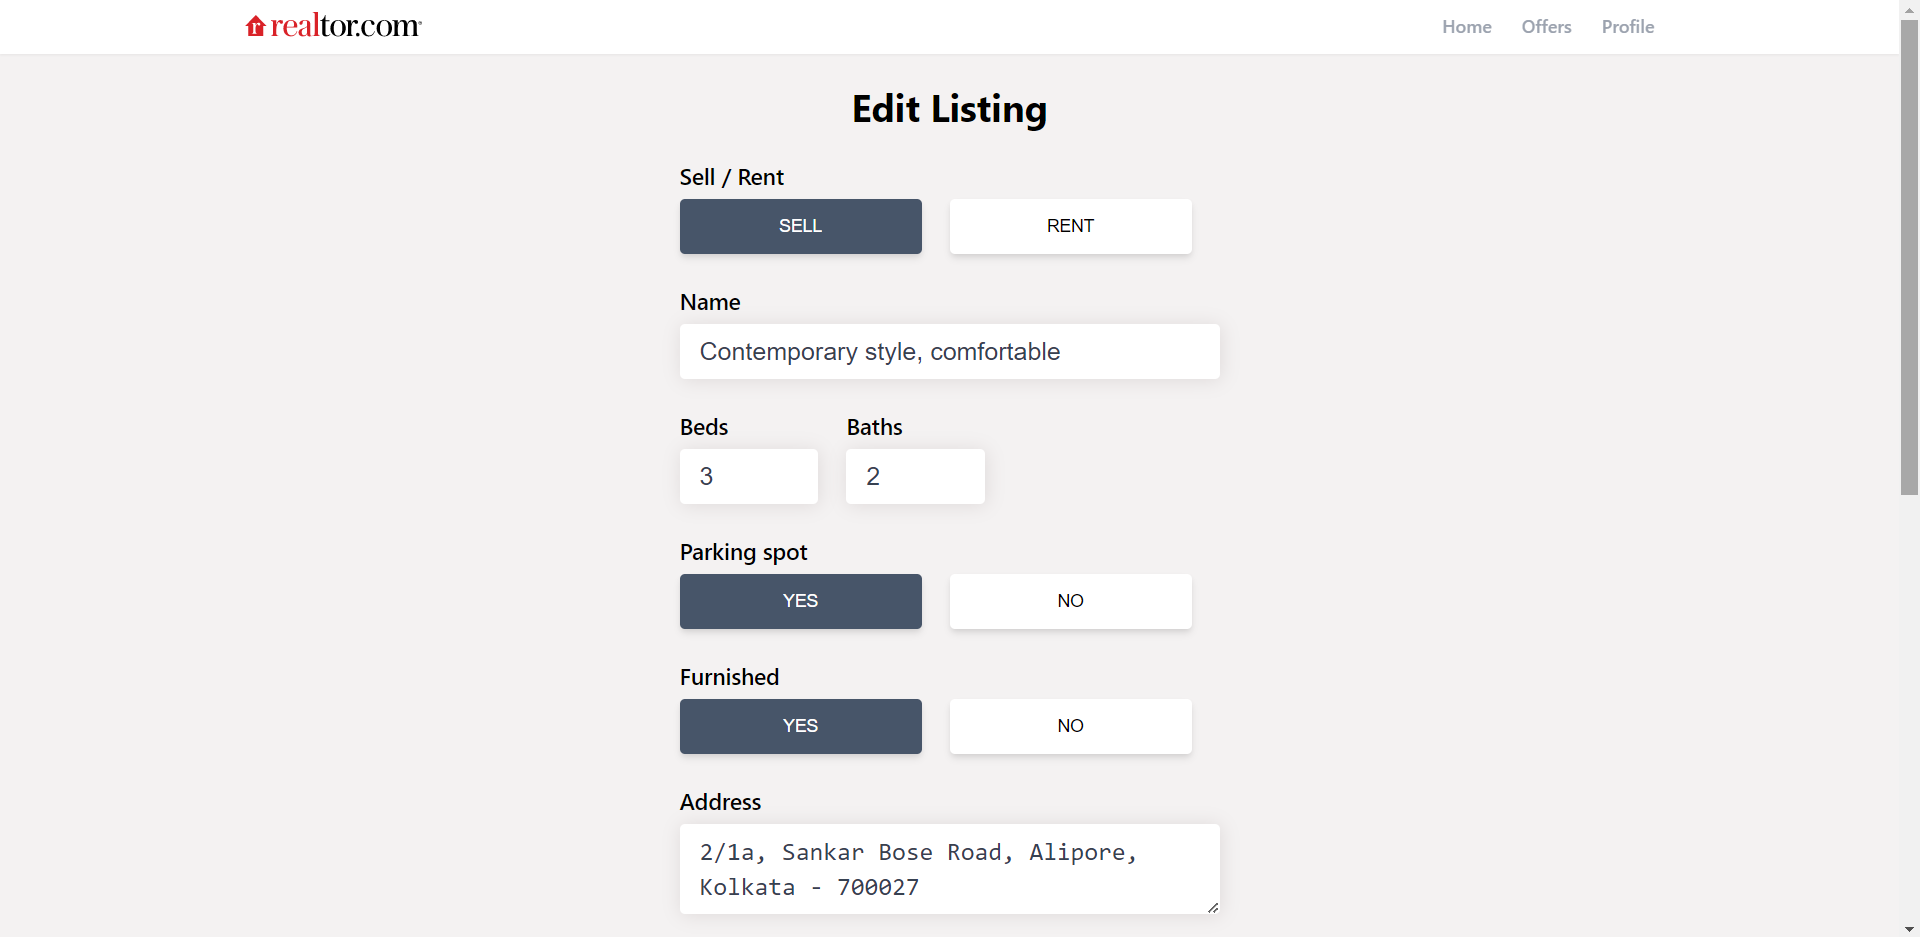 realtor.com®
Home Offers Profile
Edit Listing
Sell / Rent
SELL RENT
Name
Contemporary style, comfortable
Beds Baths
3 2
Parking spot
YES NO
Furnished
YES NO
Address
2/1a, Sankar Bose Road, Alipore,
Kolkata - 700027